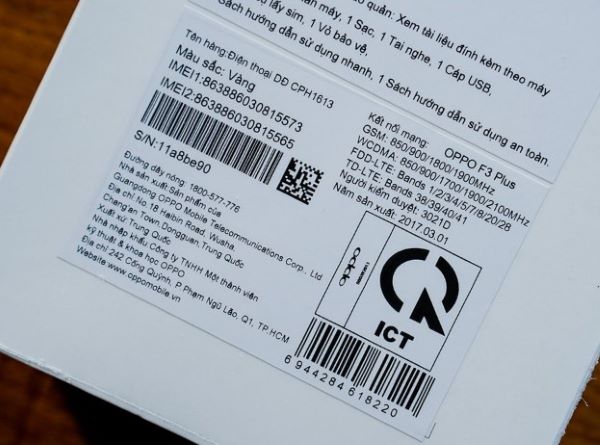 quản: Xem tài liệu đính kèm theo máy
máy, 1 Sạc, 1 Tai nghe, 1 Cáp USB,
lấy sim, 1 Vỏ bảo vệ,
Sách hướng dẫn sử dụng nhanh, 1 Sách hướng dẫn sử dụng an toàn.
Tên hàng:Điện thoại DĐ CPH1613
Màu sắc: Vàng
IMEI1:863886030815573
IMEI2:863886030815565
S/N:11a8be90
Đường dây nóng: 1800-577-776
Nhà sản xuất:Sản phẩm của
Guangdong OPPO Mobile Telecommunications Corp., Ltd
Địa chỉ:No.18 Haibin Road, Wusha,
Chang'an Town,Dongguan,Trung Quốc
Xuất xứ:Trung Quốc
Nhà nhập khẩu:Công ty TNHH Một thành viên
kỹ thuật & khoa học OPPO
Địa chỉ:242 Cống Quỳnh, P.Phạm Ngũ Lão, Q1, TP.HCM
Website:www.oppomobile.vn
OPPO F3 Plus
Kết nối mạng:
GSM: 850/900/1800/1900MHz
WCDMA: 850/900/1700/1900/2100MHz
FDD-LTE: Bands 1/2/3/4/5/7/8/20/28
TD-LTE: Bands 38/39/40/41
Người kiểm duyệt: 3021D
Năm sản xuất: 2017.03.01
oppo
ICT
6944284618220